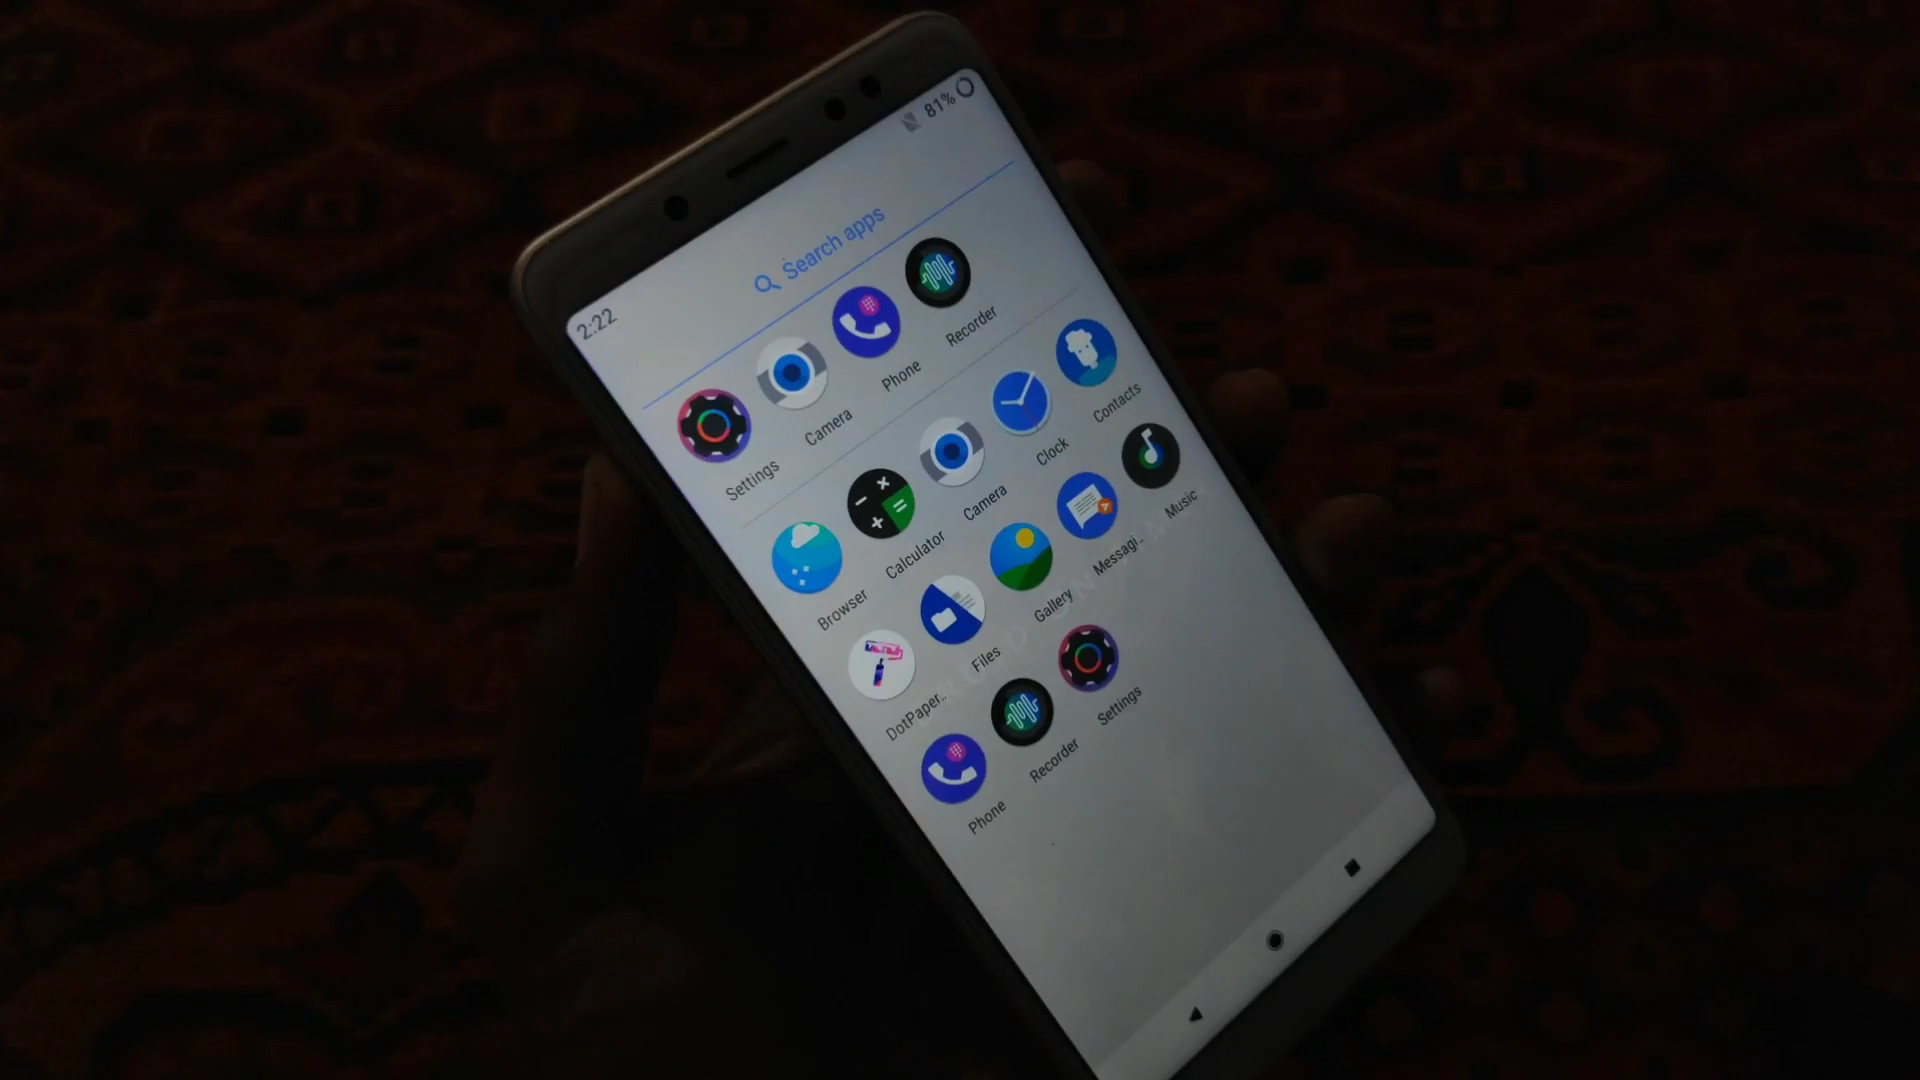 2:22
81%
Search apps
Settings Camera Phone Recorder
Browser Calculator Camera Clock Contacts
DotPaper.. Files Gallery Messagi.. Music
Phone Recorder Settings